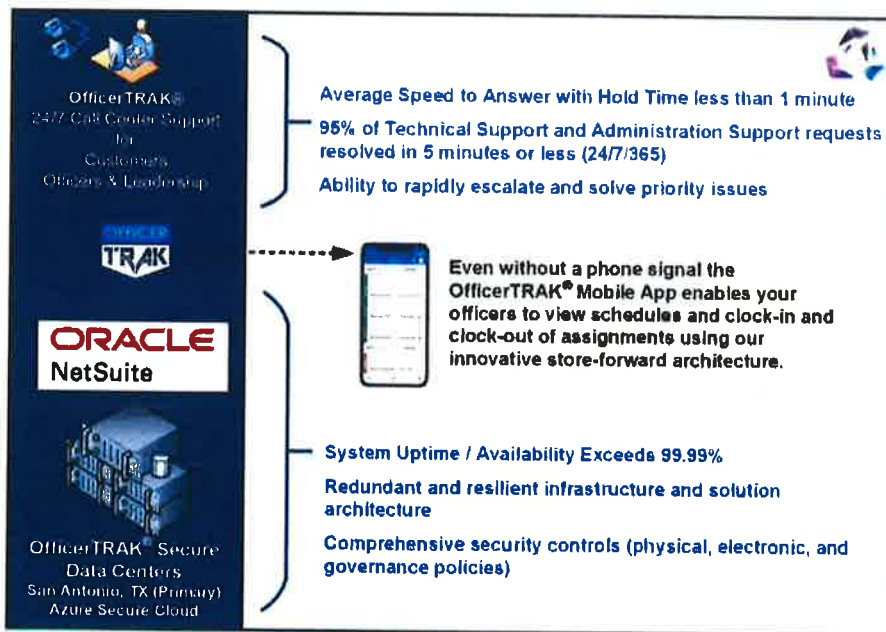 OfficerTRAK®
24/7 Call Center Support
for
Customers
Officers & Leadership
Average Speed to Answer with Hold Time less than 1 minute
95% of Technical Support and Administration Support requests
resolved in 5 minutes or less (24/7/365)
Ability to rapidly escalate and solve priority issues
OFFICER
TRAK
Even without a phone signal the
OfficerTRAK® Mobile App enables your
officers to view schedules and clock-in and
clock-out of assignments using our
innovative store-forward architecture.
ORACLE
NetSuite
System Uptime / Availability Exceeds 99.99%
Redundant and resilient infrastructure and solution
architecture
Comprehensive security controls (physical, electronic, and
governance policies)
OfficerTRAK® Secure
Data Centers
San Antonio, TX (Primary)
Azure Secure Cloud